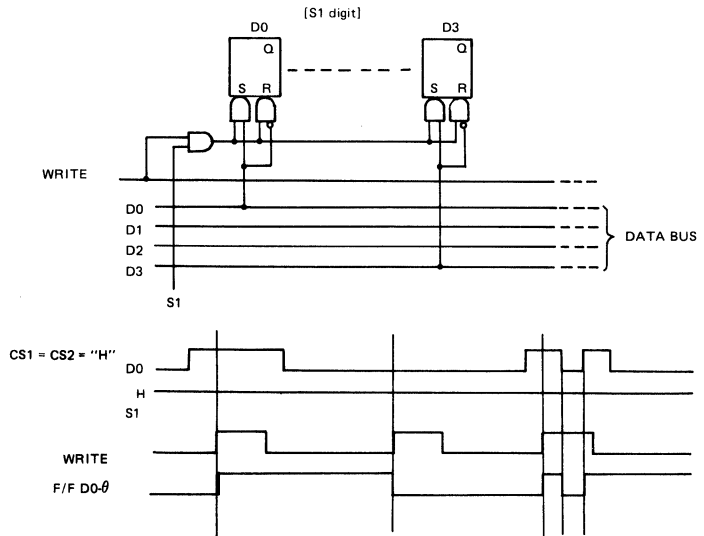 [S1 digit]
D0
D3
Q
Q
S R
S R
WRITE
D0
D1
D2
D3
DATA BUS
S1
CS1 = CS2 = "H"
D0
H
S1
WRITE
F/F D0-θ